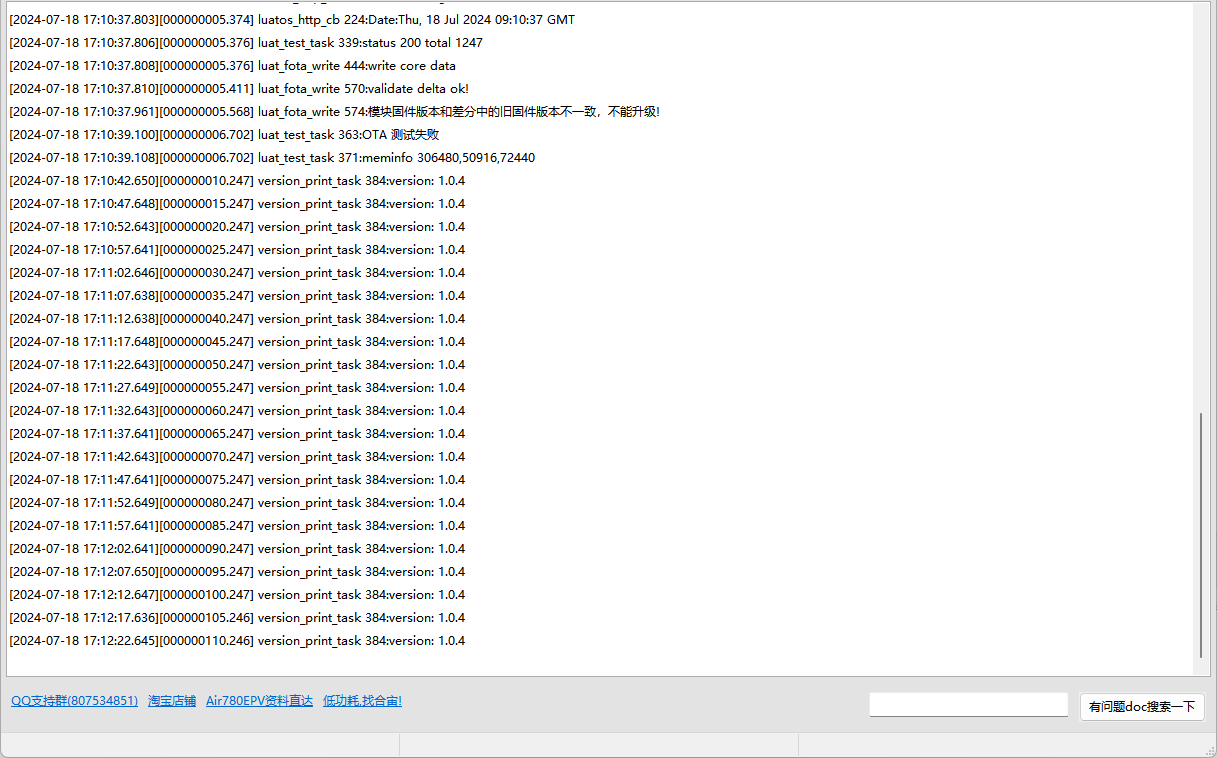 [2024-07-18 17:10:37.803][000000005.374] luatos_http_cb 224:Date:Thu, 18 Jul 2024 09:10:37 GMT
[2024-07-18 17:10:37.806][000000005.376] luat_test_task 339:status 200 total 1247
[2024-07-18 17:10:37.808][000000005.376] luat_fota_write 444:write core data
[2024-07-18 17:10:37.810][000000005.411] luat_fota_write 570:validate delta ok!
[2024-07-18 17:10:37.961][000000005.568] luat_fota_write 574:模块固件版本和差分中的旧固件版本不一致，不能升级!
[2024-07-18 17:10:39.100][000000006.702] luat_test_task 363:OTA 测试失败
[2024-07-18 17:10:39.108][000000006.702] luat_test_task 371:meminfo 306480,50916,72440
[2024-07-18 17:10:42.650][000000010.247] version_print_task 384:version: 1.0.4
[2024-07-18 17:10:47.648][000000015.247] version_print_task 384:version: 1.0.4
[2024-07-18 17:10:52.643][000000020.247] version_print_task 384:version: 1.0.4
[2024-07-18 17:10:57.641][000000025.247] version_print_task 384:version: 1.0.4
[2024-07-18 17:11:02.646][000000030.247] version_print_task 384:version: 1.0.4
[2024-07-18 17:11:07.638][000000035.247] version_print_task 384:version: 1.0.4
[2024-07-18 17:11:12.638][000000040.247] version_print_task 384:version: 1.0.4
[2024-07-18 17:11:17.648][000000045.247] version_print_task 384:version: 1.0.4
[2024-07-18 17:11:22.643][000000050.247] version_print_task 384:version: 1.0.4
[2024-07-18 17:11:27.649][000000055.247] version_print_task 384:version: 1.0.4
[2024-07-18 17:11:32.643][000000060.247] version_print_task 384:version: 1.0.4
[2024-07-18 17:11:37.641][000000065.247] version_print_task 384:version: 1.0.4
[2024-07-18 17:11:42.643][000000070.247] version_print_task 384:version: 1.0.4
[2024-07-18 17:11:47.641][000000075.247] version_print_task 384:version: 1.0.4
[2024-07-18 17:11:52.649][000000080.247] version_print_task 384:version: 1.0.4
[2024-07-18 17:11:57.641][000000085.247] version_print_task 384:version: 1.0.4
[2024-07-18 17:12:02.641][000000090.247] version_print_task 384:version: 1.0.4
[2024-07-18 17:12:07.650][000000095.247] version_print_task 384:version: 1.0.4
[2024-07-18 17:12:12.647][000000100.247] version_print_task 384:version: 1.0.4
[2024-07-18 17:12:17.636][000000105.246] version_print_task 384:version: 1.0.4
[2024-07-18 17:12:22.645][000000110.246] version_print_task 384:version: 1.0.4
QQ支持群(807534851) 淘宝店铺 Air780EPV资料直达 低功耗,找合宙! 有问题doc搜索一下